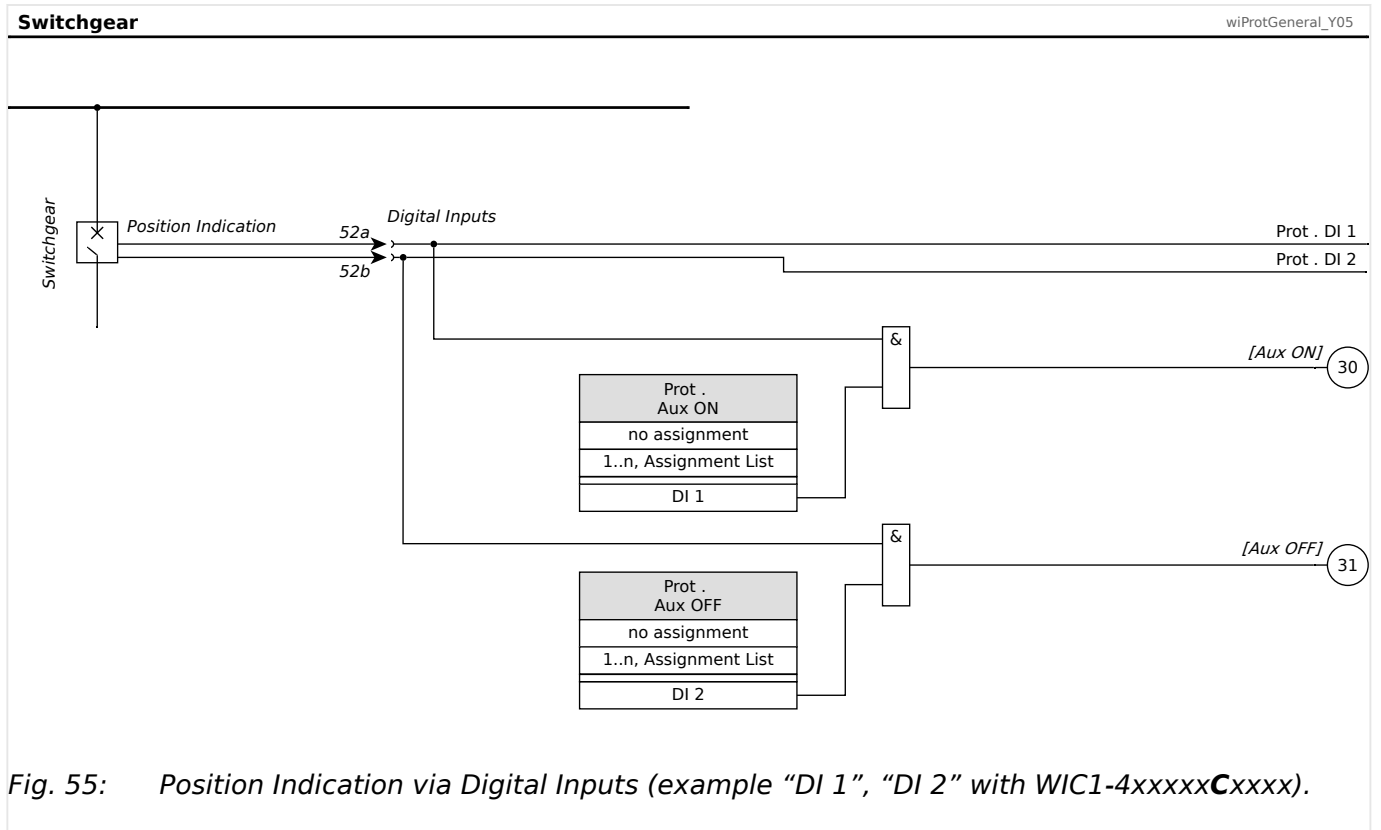 Switchgear
wiProtGeneral_Y05
Switchgear
Position Indication
52a
52b
Digital Inputs
Prot . DI 1
Prot . DI 2
&
[Aux ON]
30
Prot .
Aux ON
no assignment
1..n, Assignment List
DI 1
&
[Aux OFF]
31
Prot .
Aux OFF
no assignment
1..n, Assignment List
DI 2
Fig. 55: Position Indication via Digital Inputs (example “DI 1”, “DI 2” with WIC1-4xxxxxCxxxx).